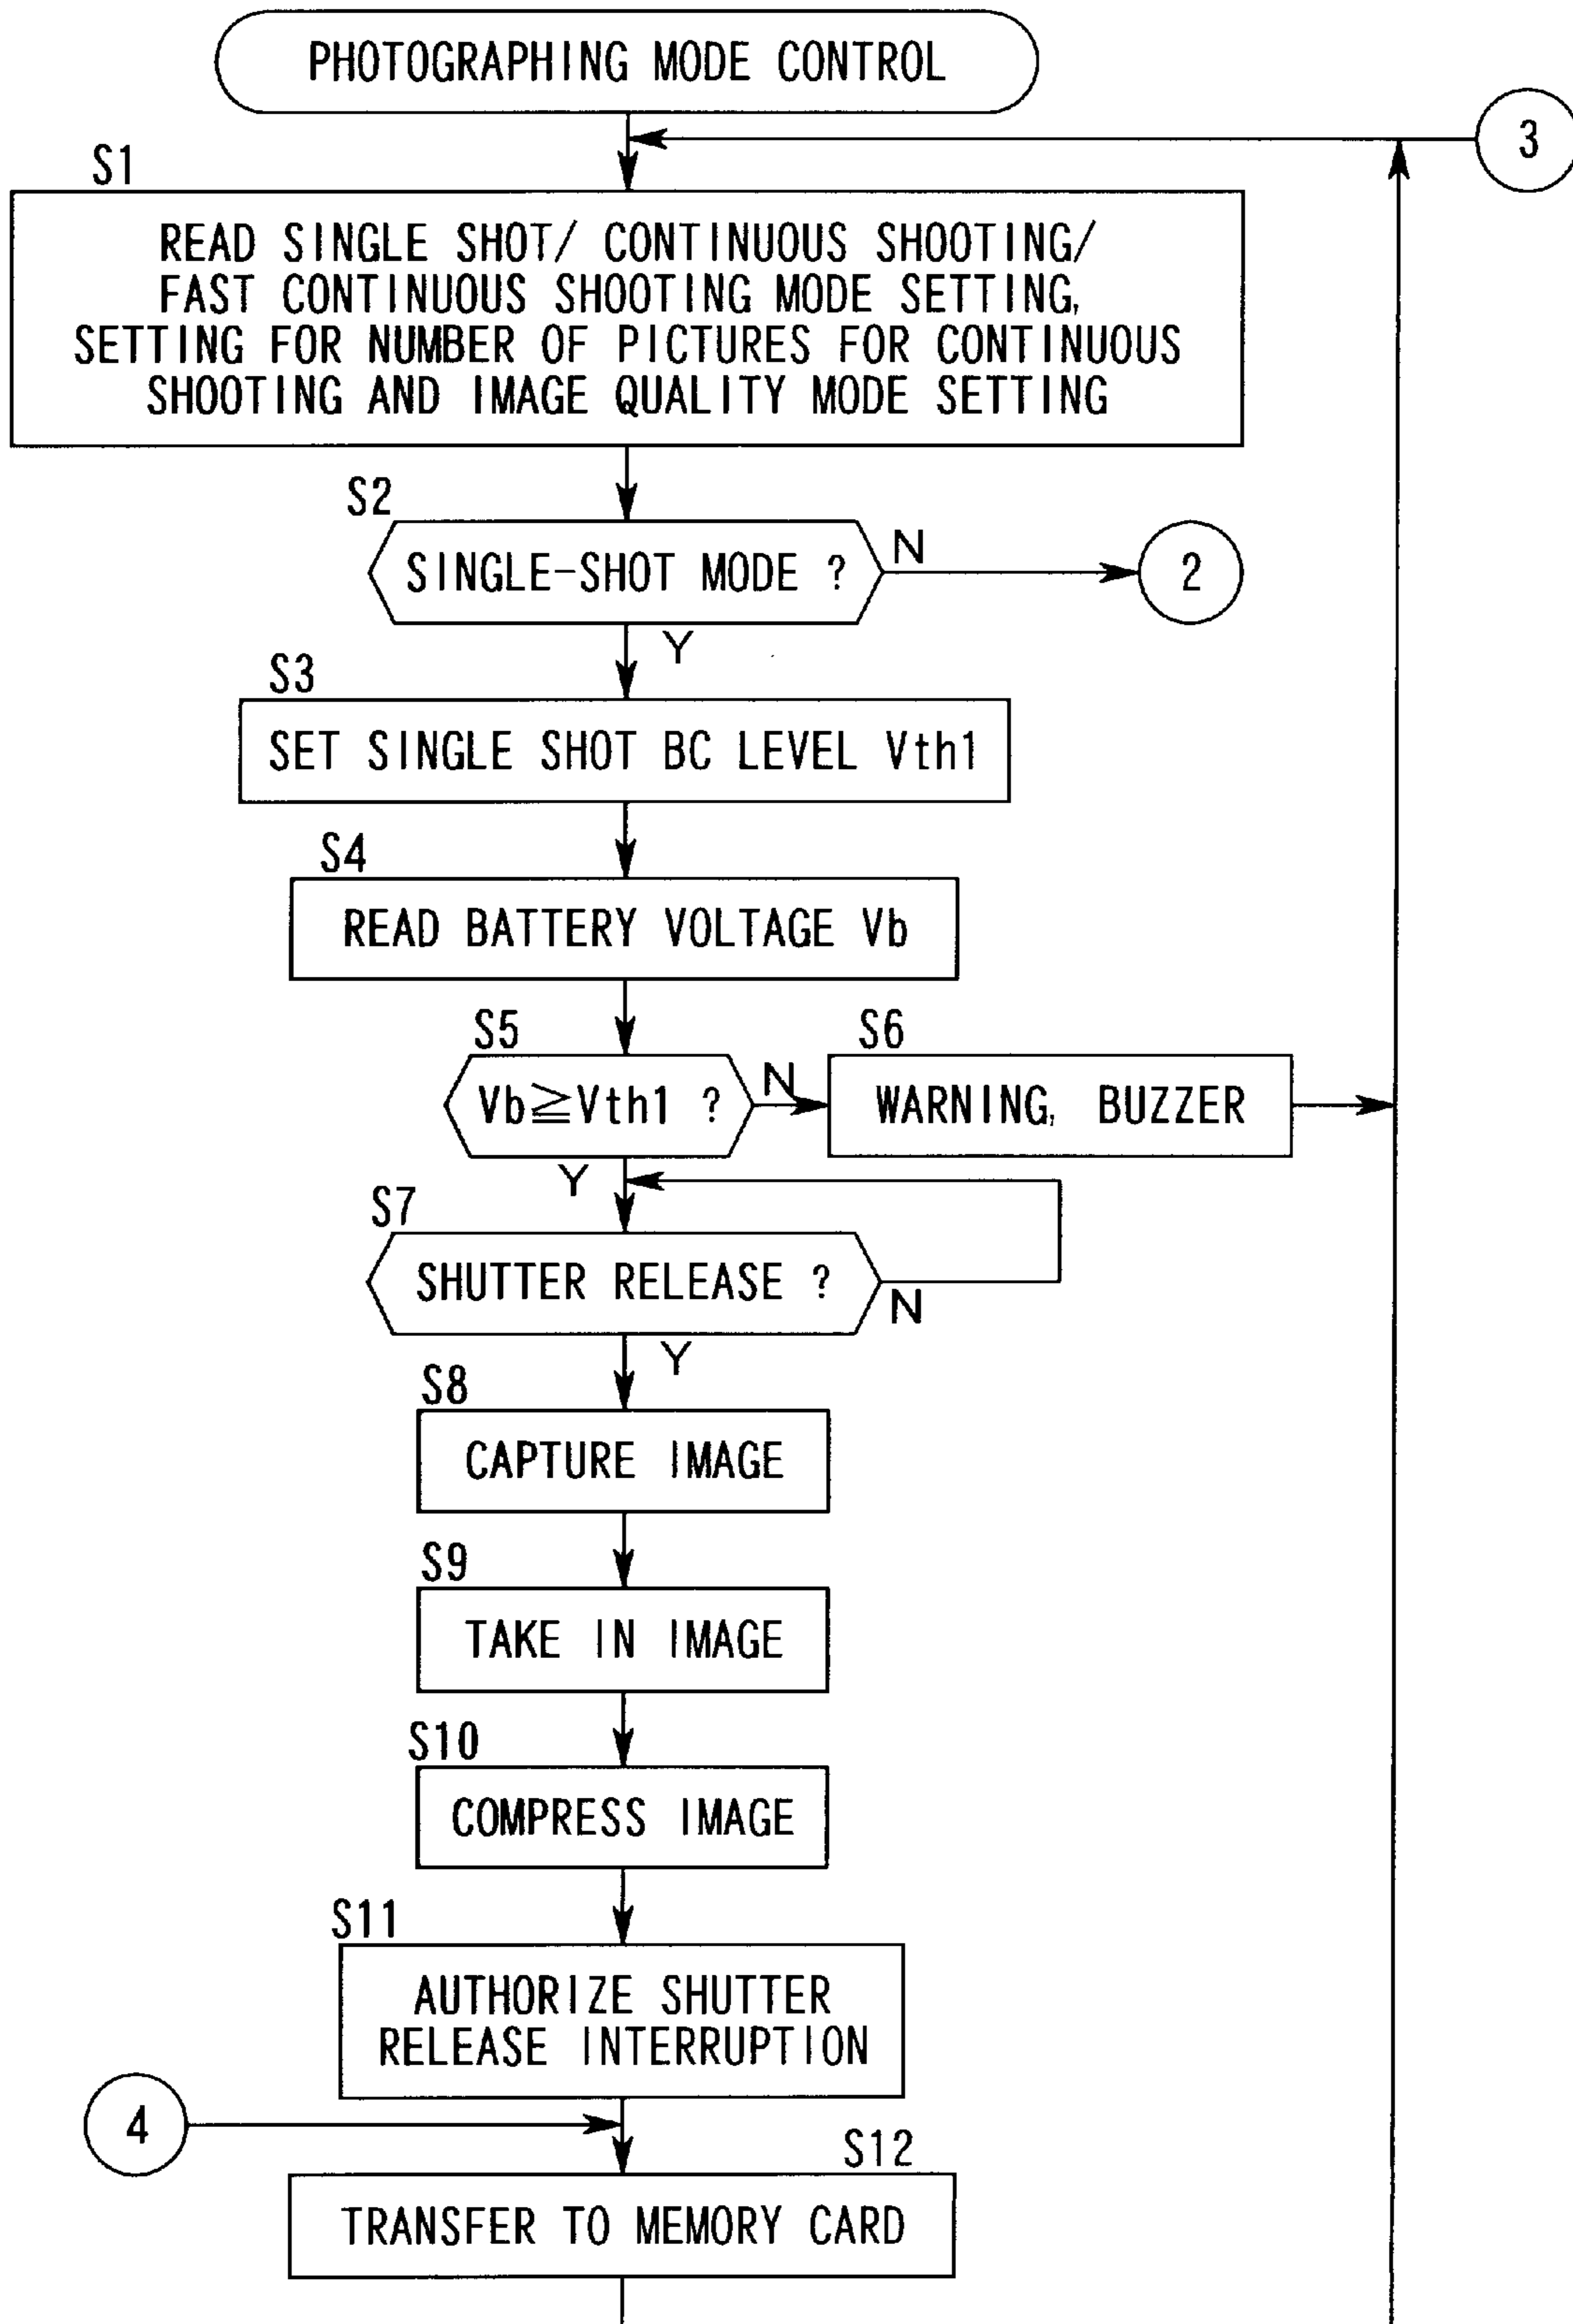 PHOTOGRAPHING MODE CONTROL
3
S1
READ SINGLE SHOT/ CONTINUOUS SHOOTING/
FAST CONTINUOUS SHOOTING MODE SETTING,
SETTING FOR NUMBER OF PICTURES FOR CONTINUOUS
SHOOTING AND IMAGE QUALITY MODE SETTING
S2
SINGLE-SHOT MODE ?
N
2
Y
S3
SET SINGLE SHOT BC LEVEL Vth1
S4
READ BATTERY VOLTAGE Vb
S5
Vb≧Vth1 ?
N
S6
WARNING, BUZZER
Y
S7
SHUTTER RELEASE ?
N
Y
S8
CAPTURE IMAGE
S9
TAKE IN IMAGE
S10
COMPRESS IMAGE
S11
AUTHORIZE SHUTTER
RELEASE INTERRUPTION
4
S12
TRANSFER TO MEMORY CARD